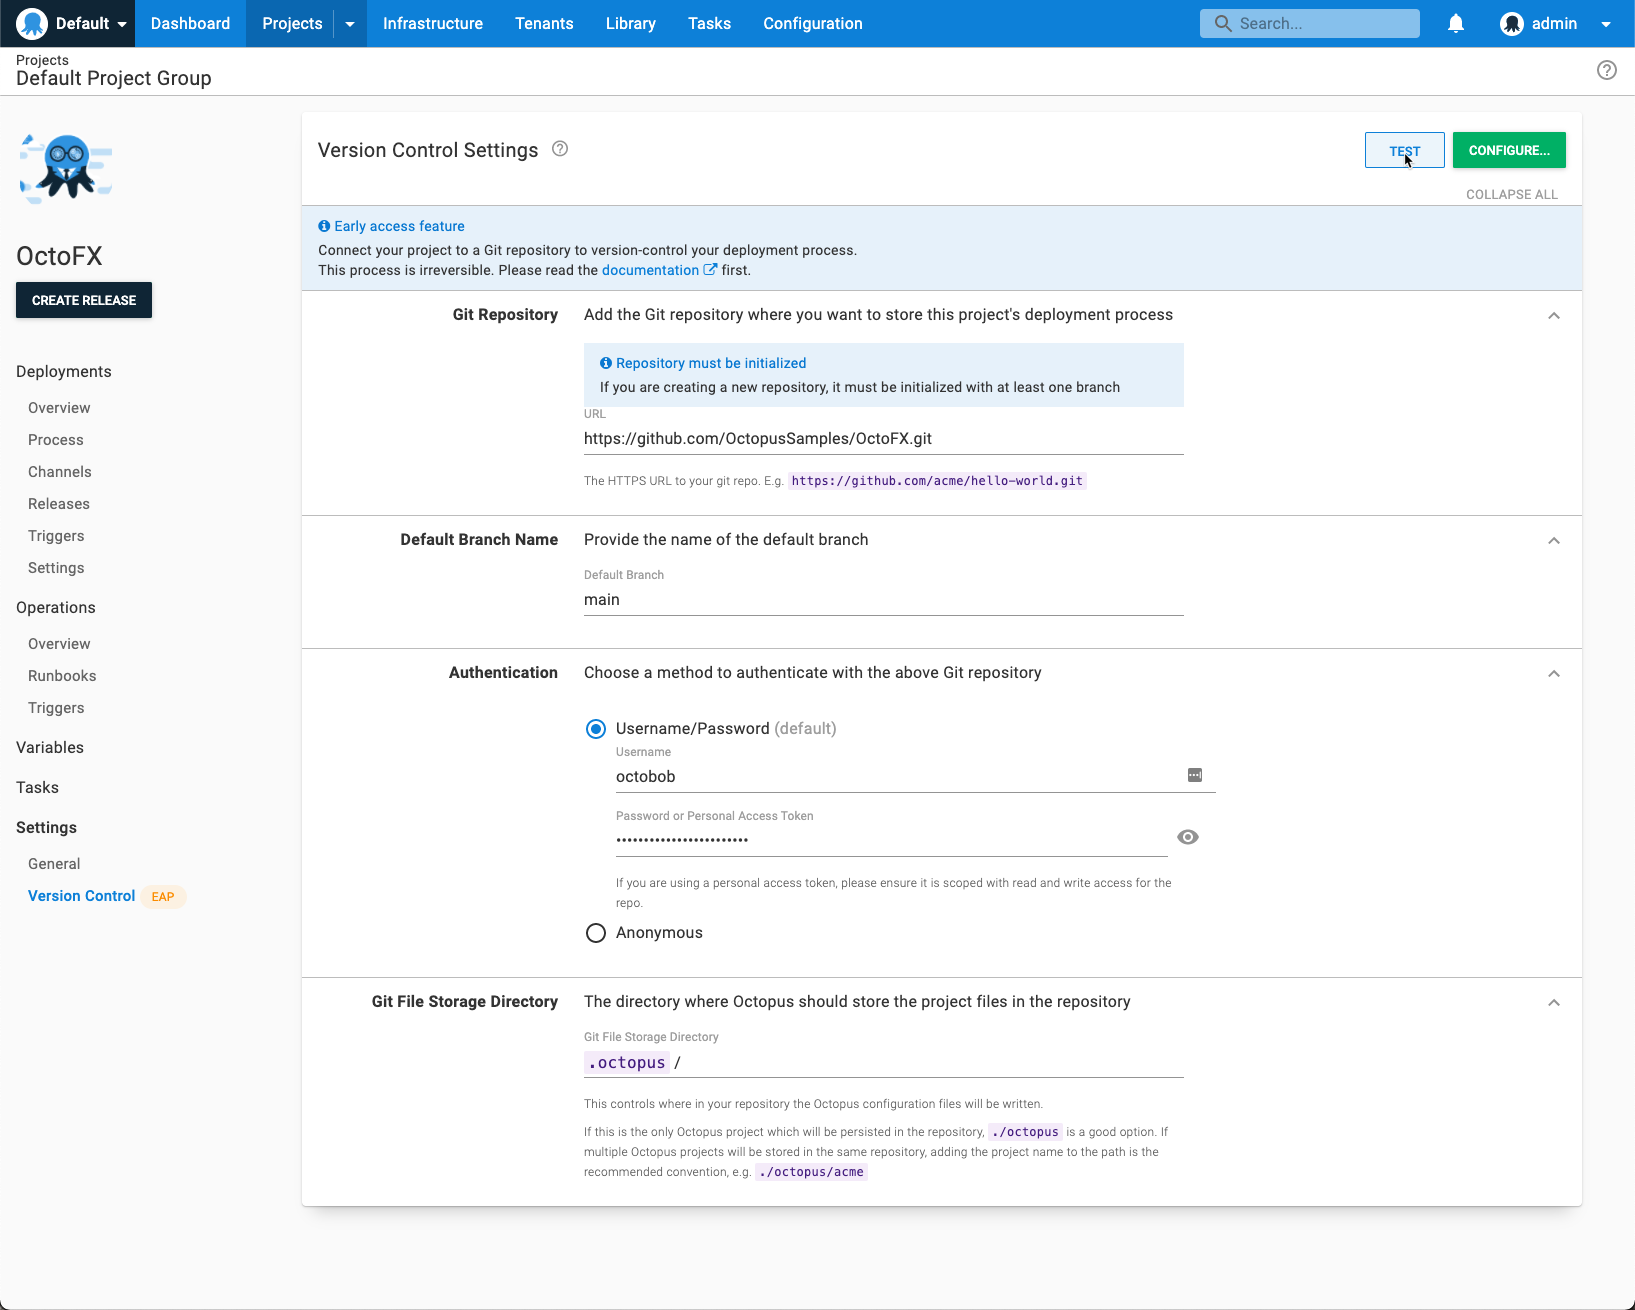 Default Dashboard Projects Infrastructure Tenants Library Tasks Configuration Search... admin
Projects
Default Project Group
OctoFX
CREATE RELEASE
Deployments
Overview
Process
Channels
Releases
Triggers
Settings
Operations
Overview
Runbooks
Triggers
Variables
Tasks
Settings
General
Version Control EAP
Version Control Settings
TEST CONFIGURE...
COLLAPSE ALL
Early access feature
Connect your project to a Git repository to version-control your deployment process.
This process is irreversible. Please read the documentation first.
Git Repository Add the Git repository where you want to store this project's deployment process
Repository must be initialized
If you are creating a new repository, it must be initialized with at least one branch
URL
https://github.com/OctopusSamples/OctoFX.git
The HTTPS URL to your git repo. E.g. https://github.com/acme/hello-world.git
Default Branch Name Provide the name of the default branch
Default Branch
main
Authentication Choose a method to authenticate with the above Git repository
Username/Password (default)
Username
octobob
Password or Personal Access Token
••••••••••••••••••••••••
If you are using a personal access token, please ensure it is scoped with read and write access for the
repo.
Anonymous
Git File Storage Directory The directory where Octopus should store the project files in the repository
Git File Storage Directory
.octopus /
This controls where in your repository the Octopus configuration files will be written.
If this is the only Octopus project which will be persisted in the repository, ./octopus is a good option. If
multiple Octopus projects will be stored in the same repository, adding the project name to the path is the
recommended convention, e.g. ./octopus/acme